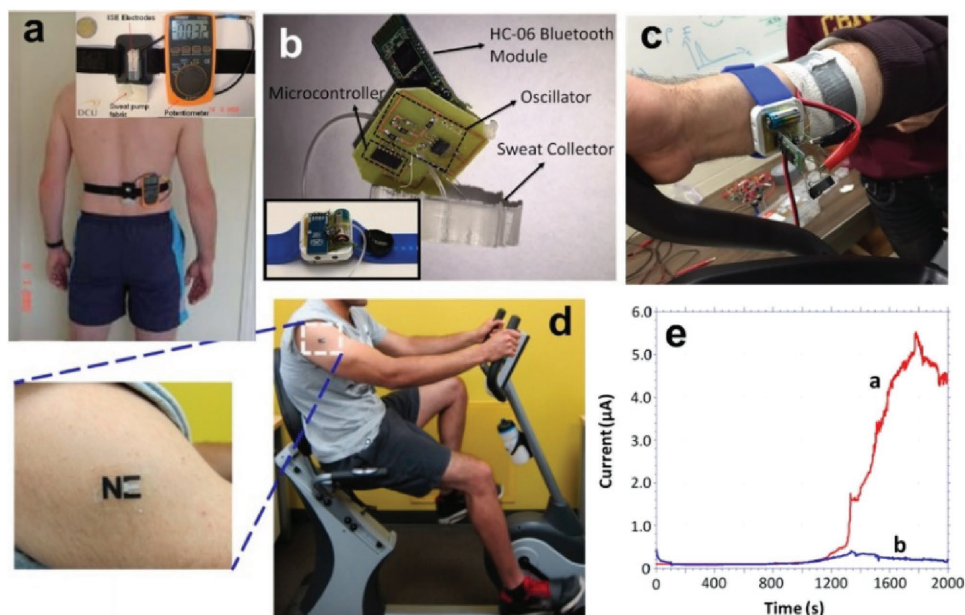 a
ISE Electrodes
Sweat pump
fabric
DCU
Potentiometer
b
HC-06 Bluetooth
Module
Microcontroller
Oscillator
Sweat Collector
c
d
NE
e
6.0
5.0
4.0
3.0
2.0
1.0
0.0
Current (µA)
a
b
0
400
800
1200
1600
2000
Time (s)